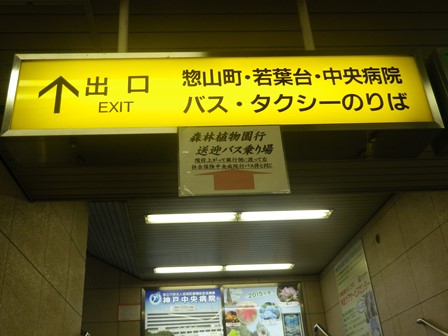 出口
EXIT
惣山町・若葉台・中央病院
バス・タクシーのりば
森林植物園行
送迎バス乗り場
神戸中央病院
2015